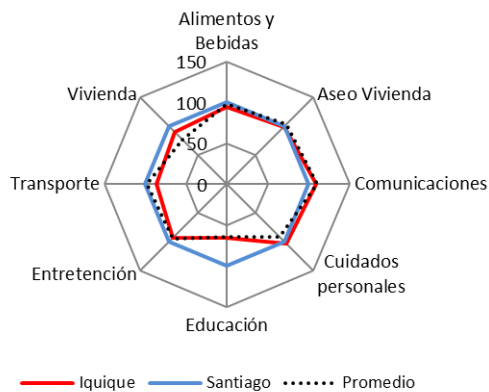 Alimentos y
Bebidas
150
100
50
0
Aseo Vivienda
Comunicaciones
Cuidados
personales
Educación
Entretención
Transporte
Vivienda
Iquique
Santiago
Promedio